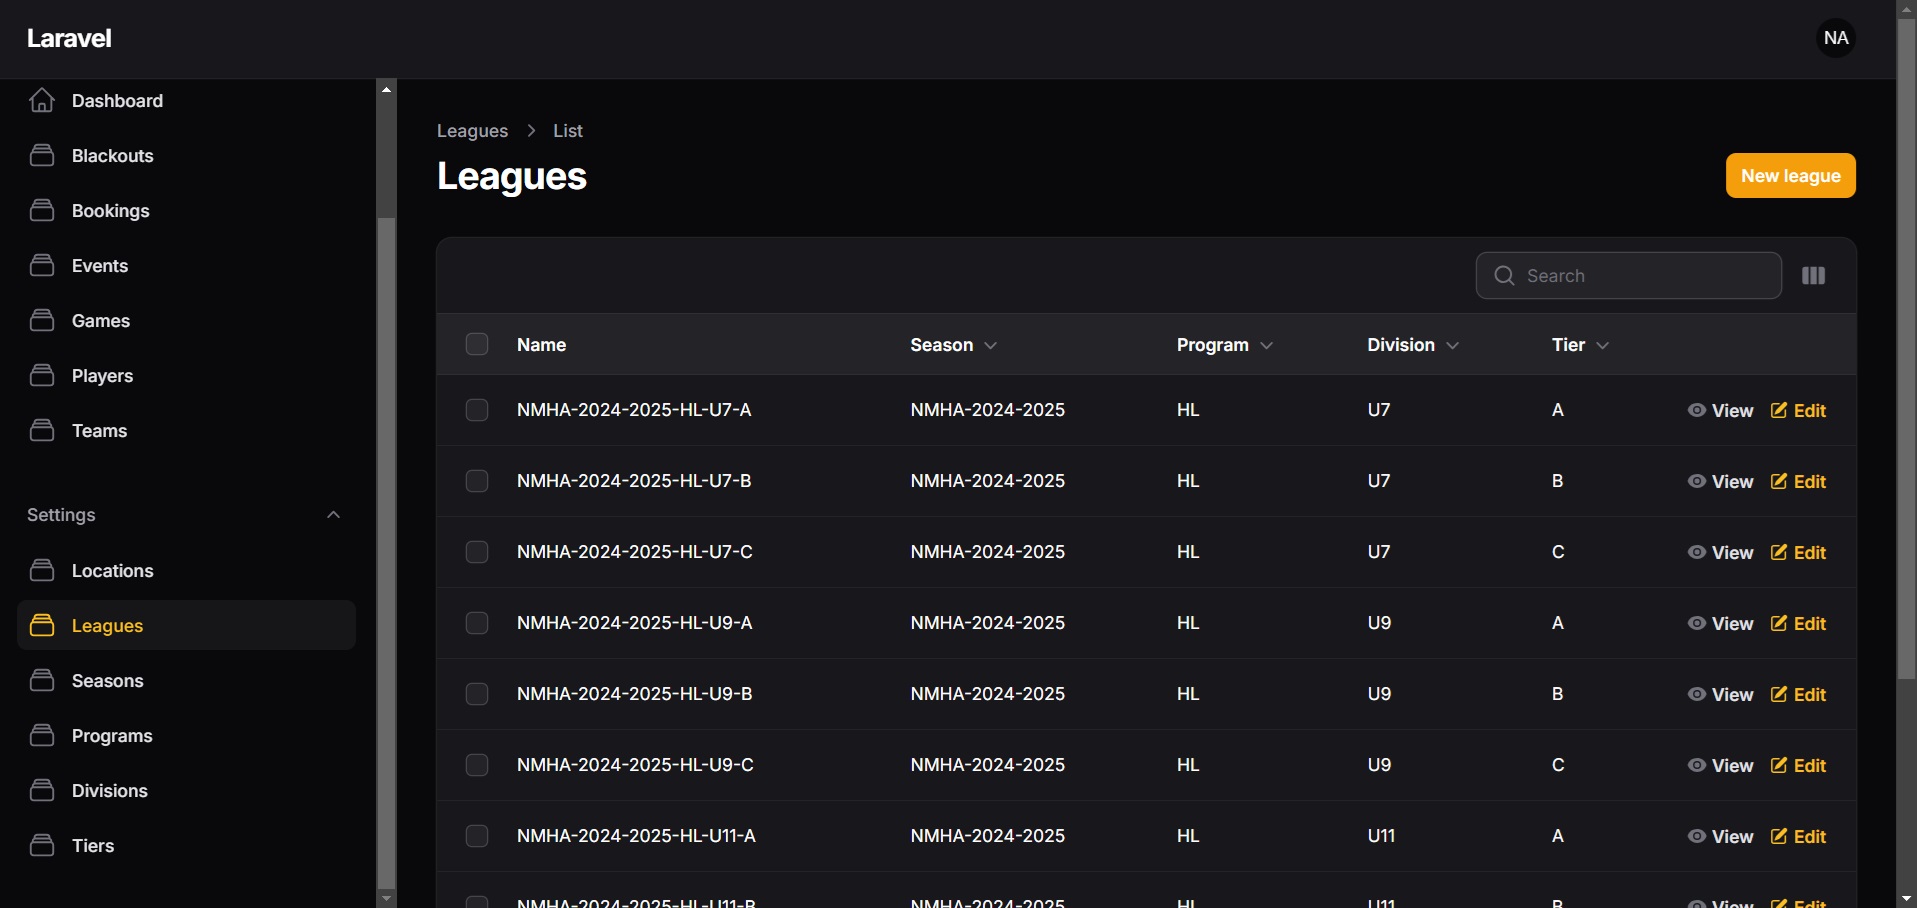 Laravel
NA
Dashboard
Blackouts
Bookings
Events
Games
Players
Teams
Settings
Locations
Leagues
Seasons
Programs
Divisions
Tiers
Leagues > List
Leagues
New league
Search
Name Season Program Division Tier
NMHA-2024-2025-HL-U7-A NMHA-2024-2025 HL U7 A View Edit
NMHA-2024-2025-HL-U7-B NMHA-2024-2025 HL U7 B View Edit
NMHA-2024-2025-HL-U7-C NMHA-2024-2025 HL U7 C View Edit
NMHA-2024-2025-HL-U9-A NMHA-2024-2025 HL U9 A View Edit
NMHA-2024-2025-HL-U9-B NMHA-2024-2025 HL U9 B View Edit
NMHA-2024-2025-HL-U9-C NMHA-2024-2025 HL U9 C View Edit
NMHA-2024-2025-HL-U11-A NMHA-2024-2025 HL U11 A View Edit
NMHA-2024-2025-HL-U11-B NMHA-2024-2025 HL U11 B View Edit